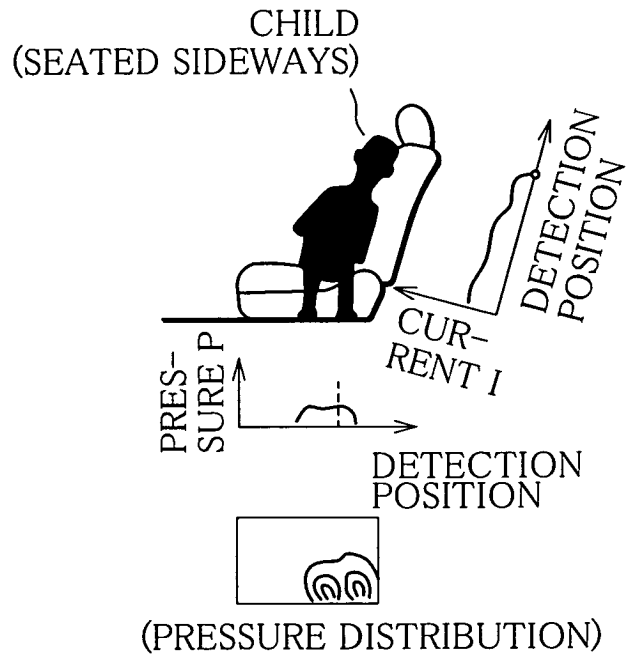 CHILD
(SEATED SIDEWAYS)
DETECTION
POSITION
CUR-
RENT I
PRES-
SURE P
DETECTION
POSITION
(PRESSURE DISTRIBUTION)